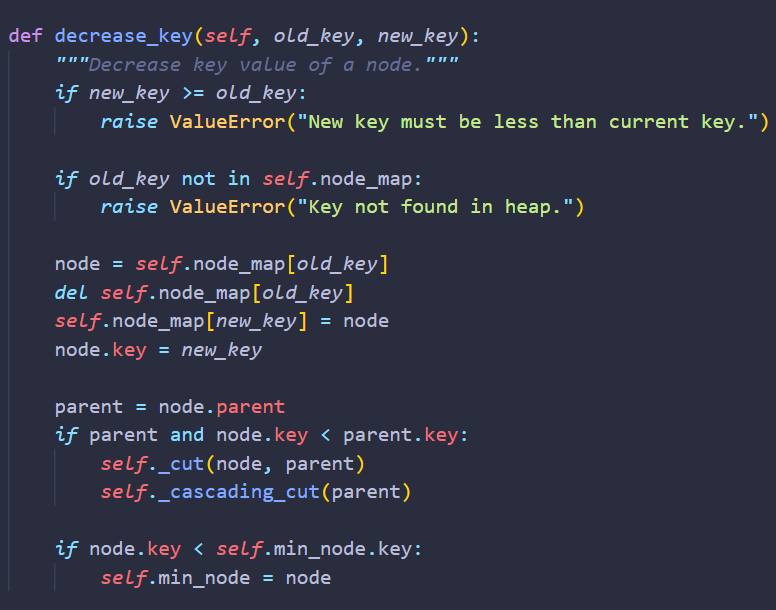 def decrease_key(self, old_key, new_key):
    """Decrease key value of a node."""
    if new_key >= old_key:
        raise ValueError("New key must be less than current key.")

    if old_key not in self.node_map:
        raise ValueError("Key not found in heap.")

    node = self.node_map[old_key]
    del self.node_map[old_key]
    self.node_map[new_key] = node
    node.key = new_key

    parent = node.parent
    if parent and node.key < parent.key:
        self._cut(node, parent)
        self._cascading_cut(parent)

    if node.key < self.min_node.key:
        self.min_node = node